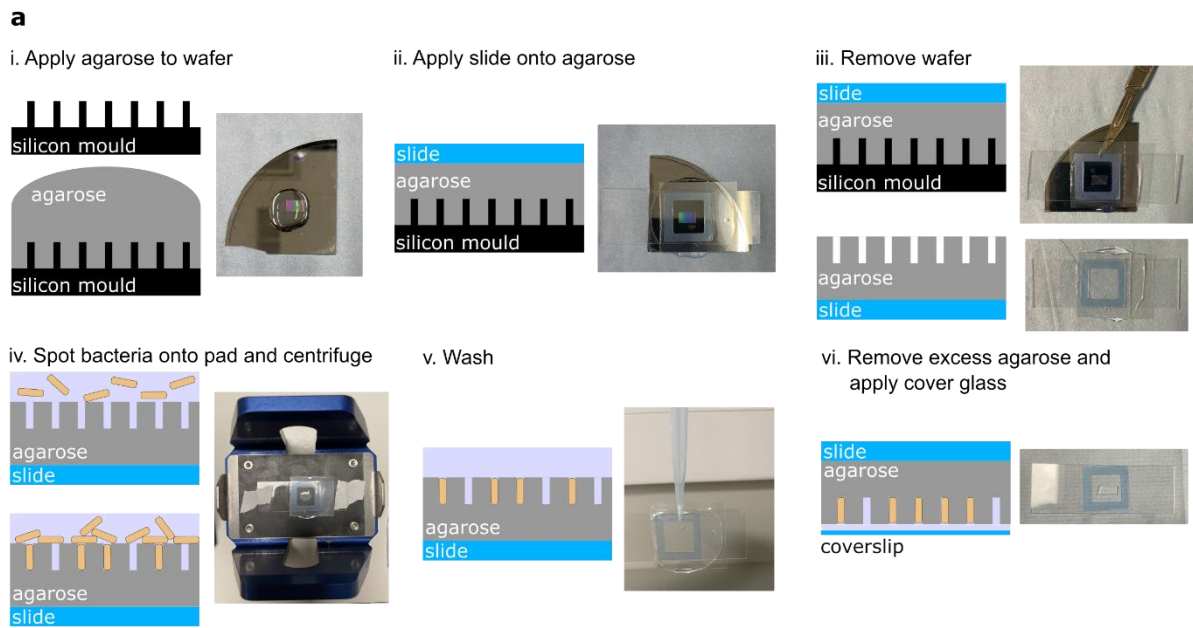 a
i. Apply agarose to wafer
silicon mould
agarose
silicon mould
ii. Apply slide onto agarose
slide
agarose
silicon mould
iii. Remove wafer
slide
agarose
silicon mould
agarose
slide
iv. Spot bacteria onto pad and centrifuge
agarose
slide
agarose
slide
v. Wash
agarose
slide
vi. Remove excess agarose and
apply cover glass
slide
agarose
coverslip